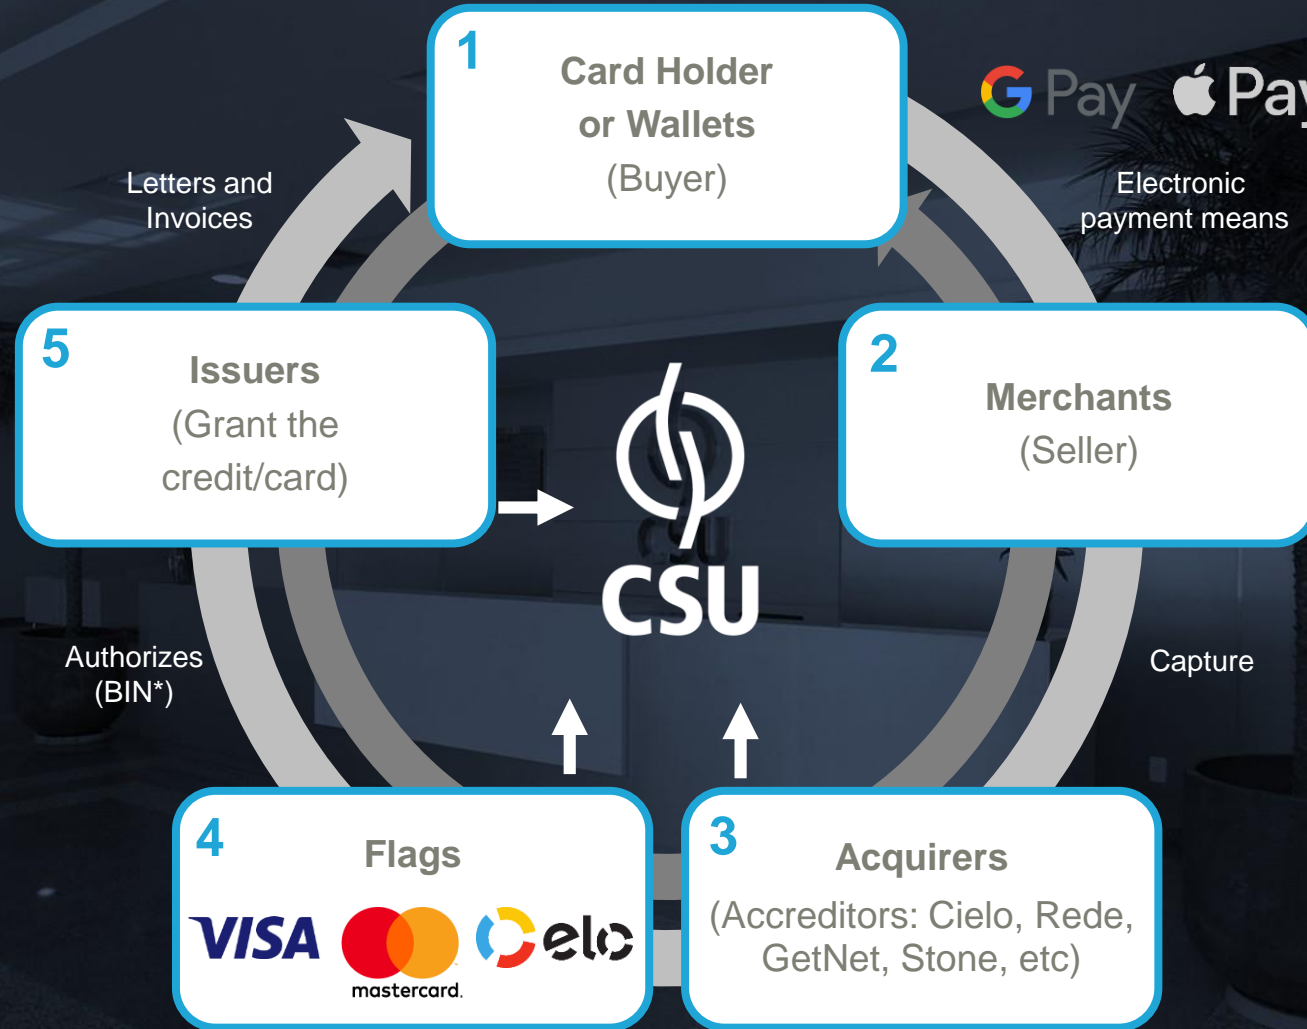 1
Card Holder
or Wallets
(Buyer)
G Pay
Pay
Letters and
Invoices
Electronic
payment means
5
Issuers
(Grant the
credit/card)
2
Merchants
(Seller)
CSU
CSU
Authorizes
(BIN*)
Capture
4
Flags
VISA
mastercard.
elo
3
Acquirers
(Accreditors: Cielo, Rede,
GetNet, Stone, etc)